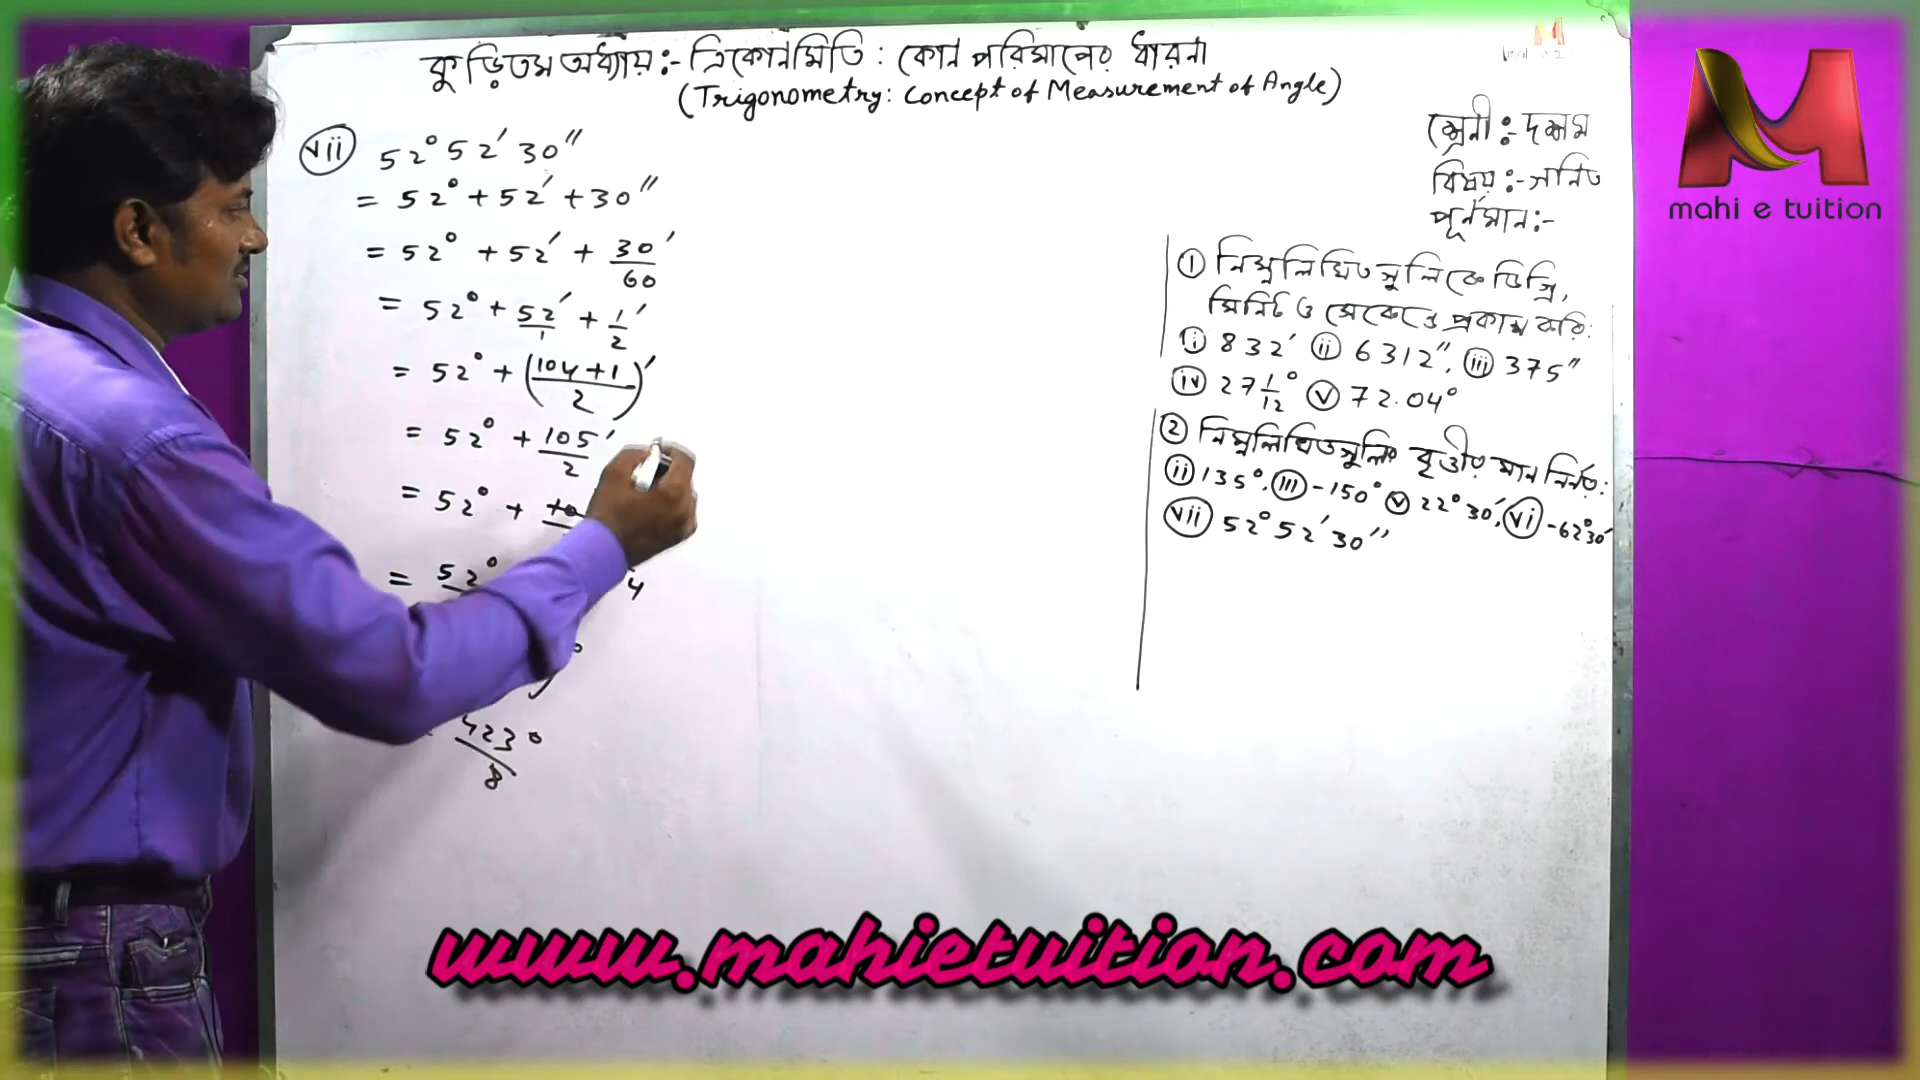 কুড়িতম অধ্যায়:- ত্রিকোনমিতি : কোন পরিমাপের ধারনা
(Trigonometry: Concept of Measurement of Angle)
শ্রেনী :- দশম
বিষয় :- গনিত
পূর্নমান :-
mahi e tuition
(vii) 52° 52′ 30″
= 52° + 52′ + 30″
= 52° + 52′ + 30/60′
= 52° + 52/1′ + 1/2′
= 52° + (104+1/2)′
= 52° + 105/2′
= 52° +
= 52°
423°/8
① নিম্নলিখিতগুলিকে ডিগ্রি,
মিনিট ও সেকেন্ডে প্রকাশ করি:
(i) 832′ (ii) 6312″, (iii) 375″
(iv) 27 1/12° (v) 72.04°
② নিম্নলিখিতগুলির বৃত্তীয় মান নির্নয়:
(ii) 135°, (iii) -150° (v) 22° 30′, (vi) -62°30′
(vii) 52° 52′ 30″
www.mahietuition.com